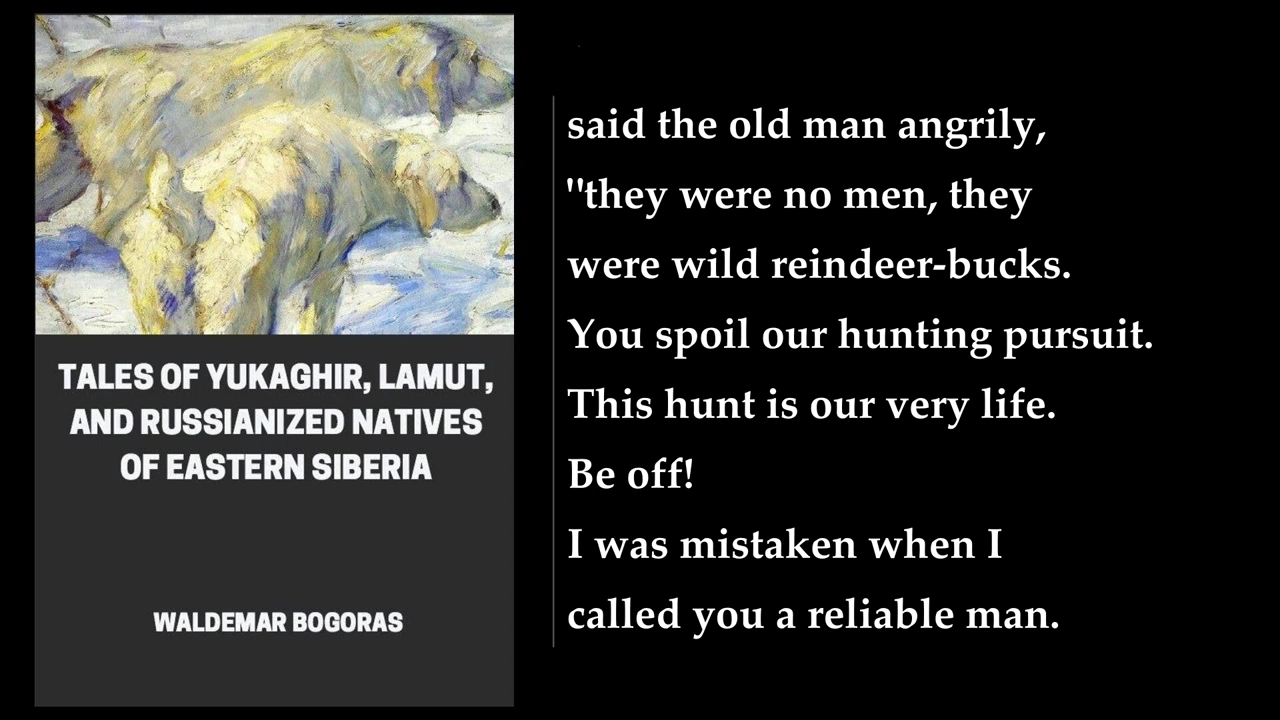 TALES OF YUKAGHIR, LAMUT,
AND RUSSIANIZED NATIVES
OF EASTERN SIBERIA
WALDEMAR BOGORAS
said the old man angrily,
"they were no men, they
were wild reindeer-bucks.
You spoil our hunting pursuit.
This hunt is our very life.
Be off!
I was mistaken when I
called you a reliable man.